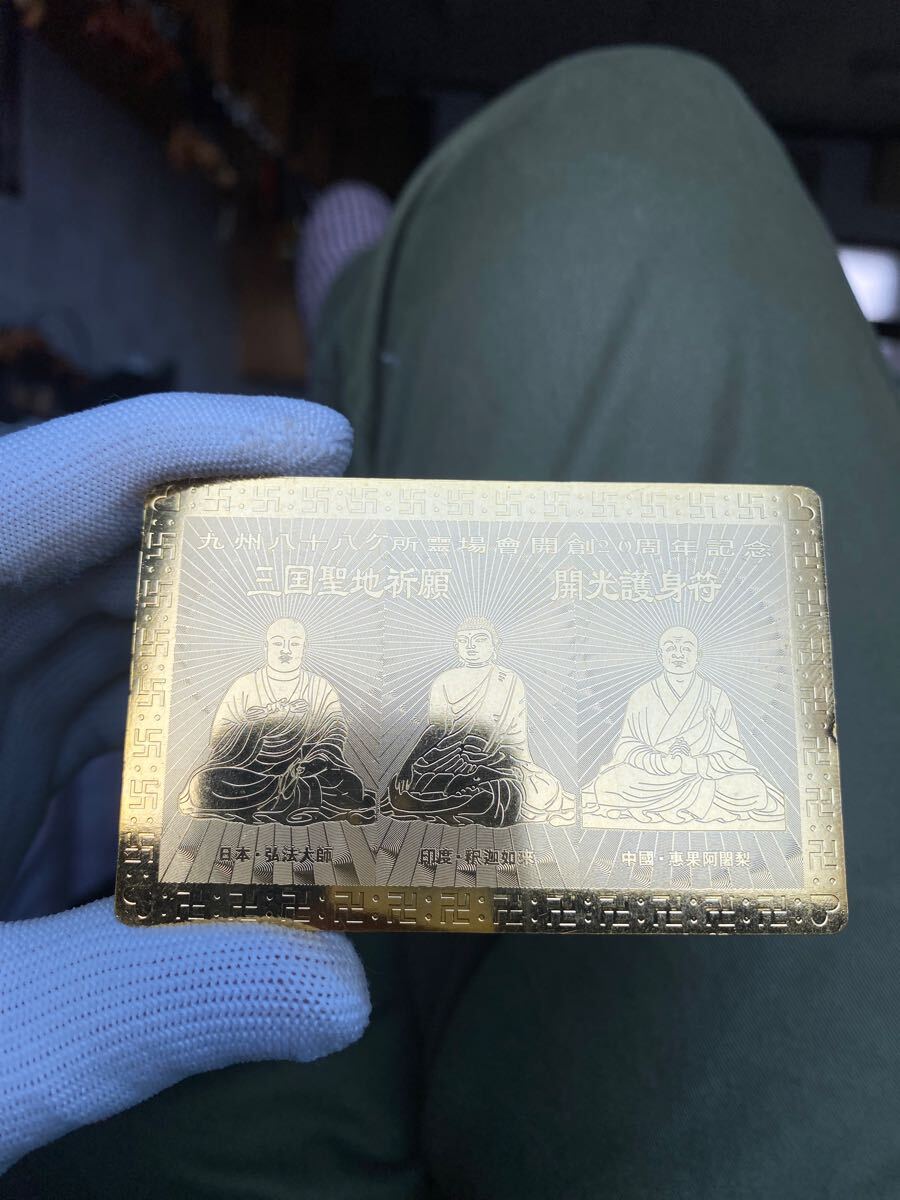 九州八十八ケ所霊場會開創20周年記念
三国聖地祈願 開光護身符
日本・弘法大師
印度・釈迦如来
中國・惠果阿闍梨